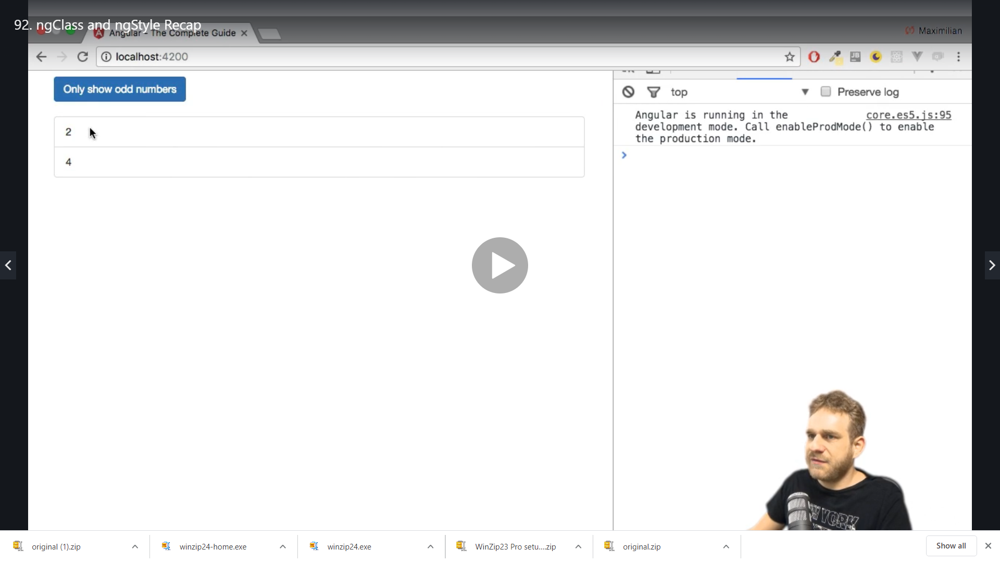 92. ngClass and ngStyle Recap
Angular - The Complete Guide
Maximilian
localhost:4200
JB
Only show odd numbers
top
Preserve log
2
4
Angular is running in the core.es5.js:95
development mode. Call enableProdMode() to enable
the production mode.
YORK
original (1).zip
winzip24-home.exe
winzip24.exe
WinZip23 Pro setu....zip
original.zip
Show all